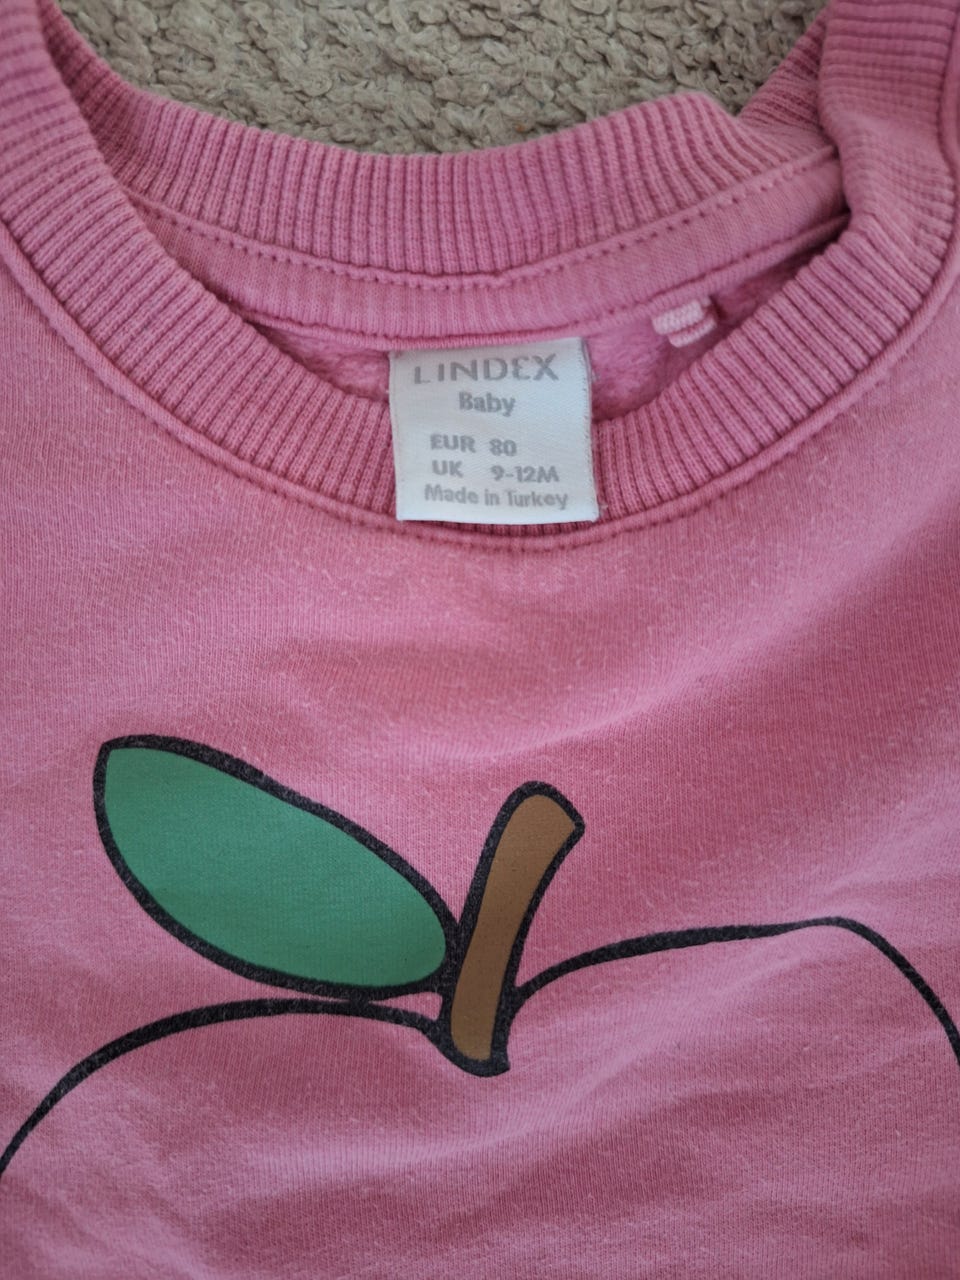 LINDEX
Baby
EUR 80
UK 9-12M
Made in Turkey